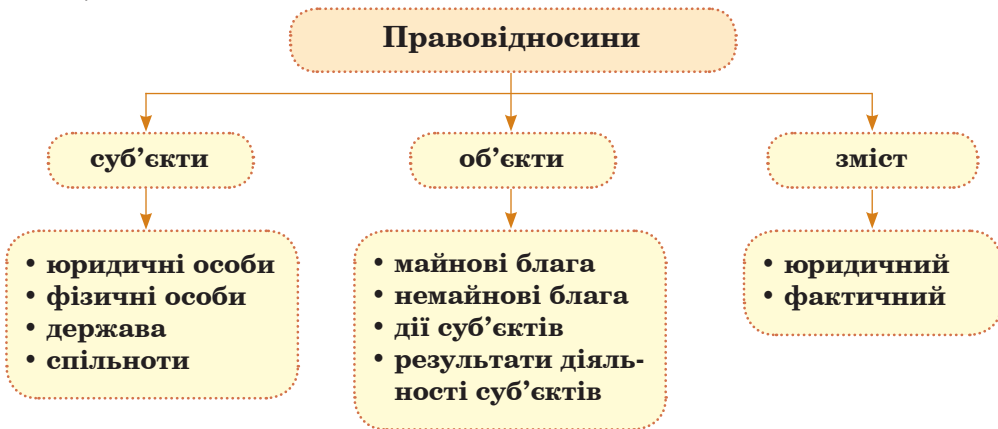 Правовідносини
суб’єкти
об’єкти
зміст
• юридичні особи
• фізичні особи
• держава
• спільноти
• майнові блага
• немайнові блага
• дії суб’єктів
• результати діяль-
ності суб’єктів
• юридичний
• фактичний